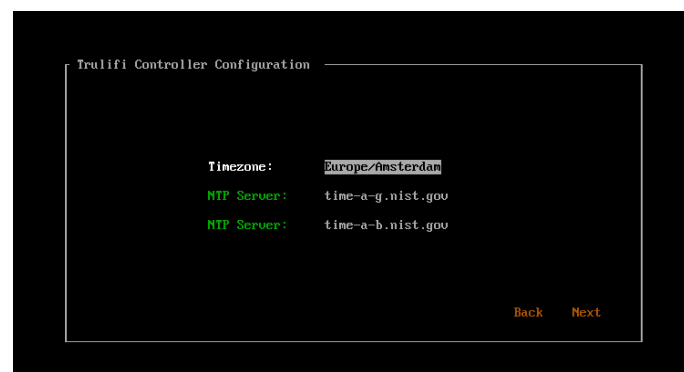 Trulifi Controller Configuration
Timezone: Europe/Amsterdam
NTP Server: time-a-g.nist.gov
NTP Server: time-a-b.nist.gov
Back Next